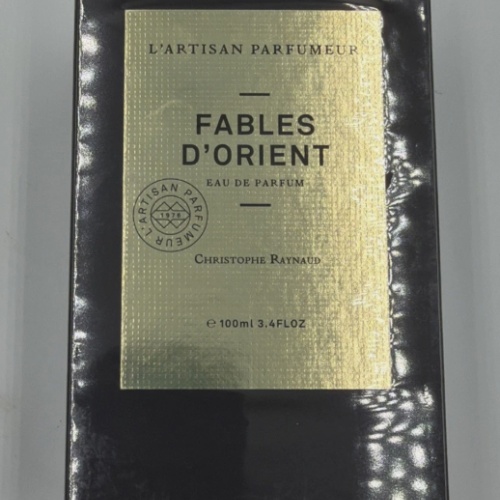 L'ARTISAN PARFUMEUR
FABLES
D'ORIENT
EAU DE PARFUM
L'ARTISAN PARFUMEUR
1976
CHRISTOPHE RAYNAUD
℮ 100ml 3.4FLOZ